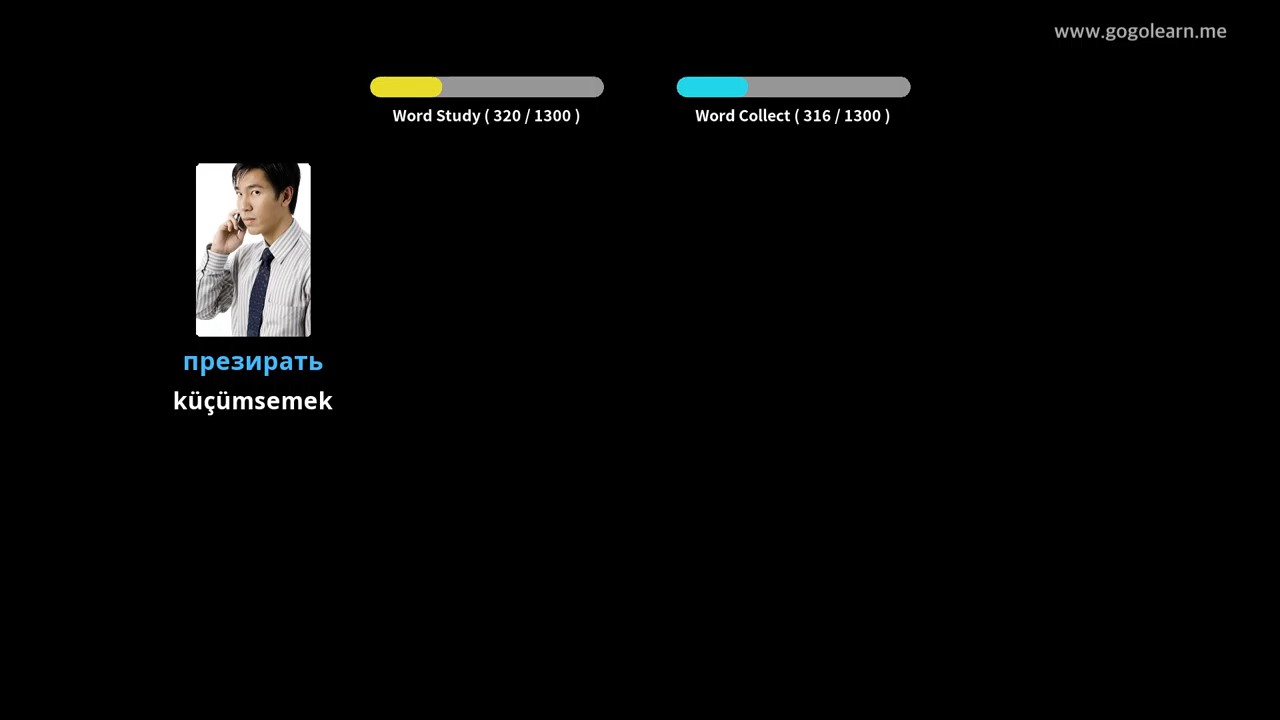 www.gogolearn.me
Word Study ( 320 / 1300 )
Word Collect ( 316 / 1300 )
презирать
küçümsemek